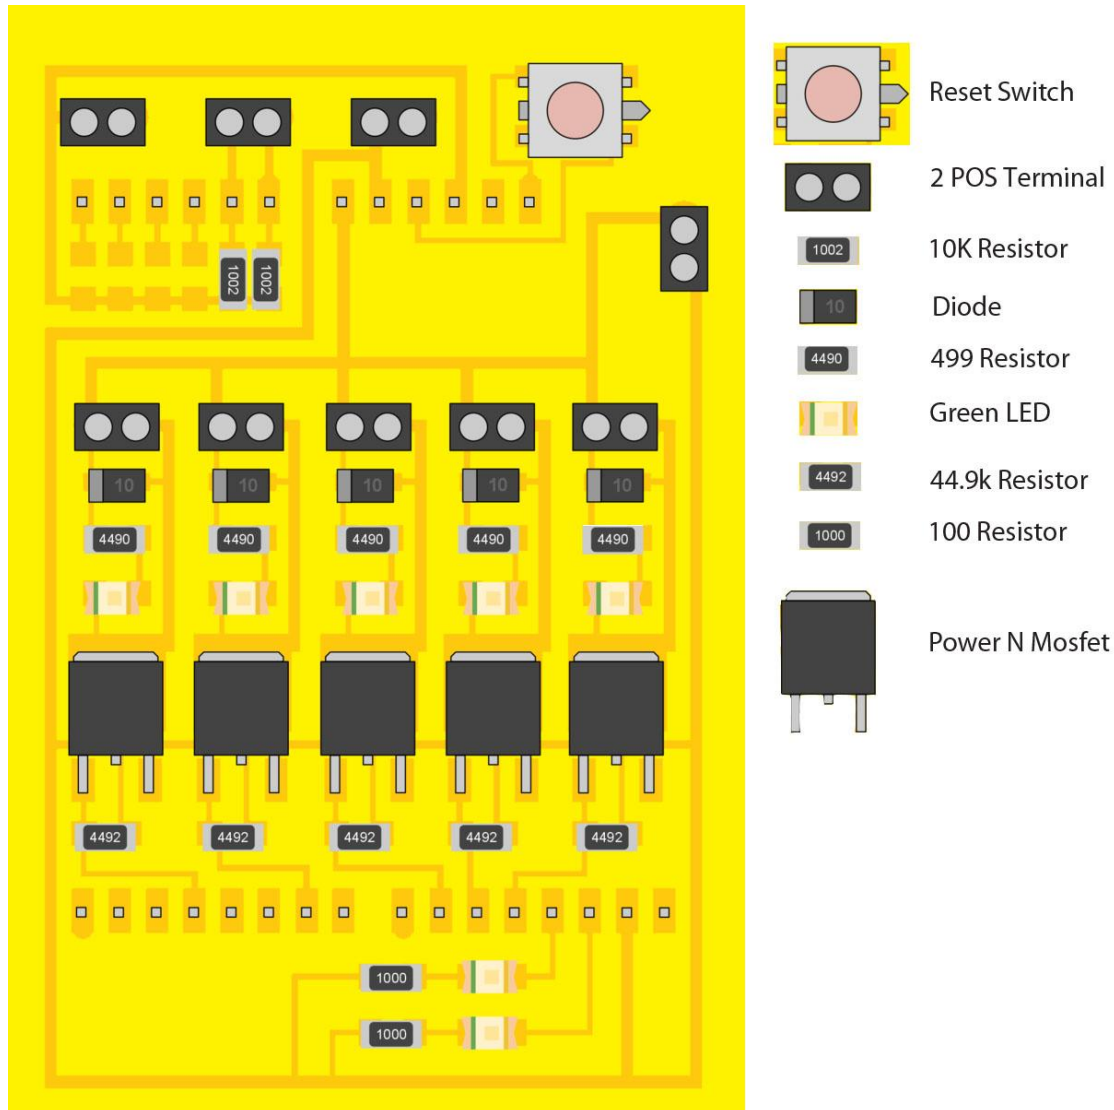 Reset Switch
2 POS Terminal
1002 10K Resistor
10 Diode
4490 499 Resistor
Green LED
4492 44.9k Resistor
1000 100 Resistor
Power N Mosfet
1002 1002
10 10 10 10 10
4490 4490 4490 4490 4490
4492 4492 4492 4492 4492
1000
1000